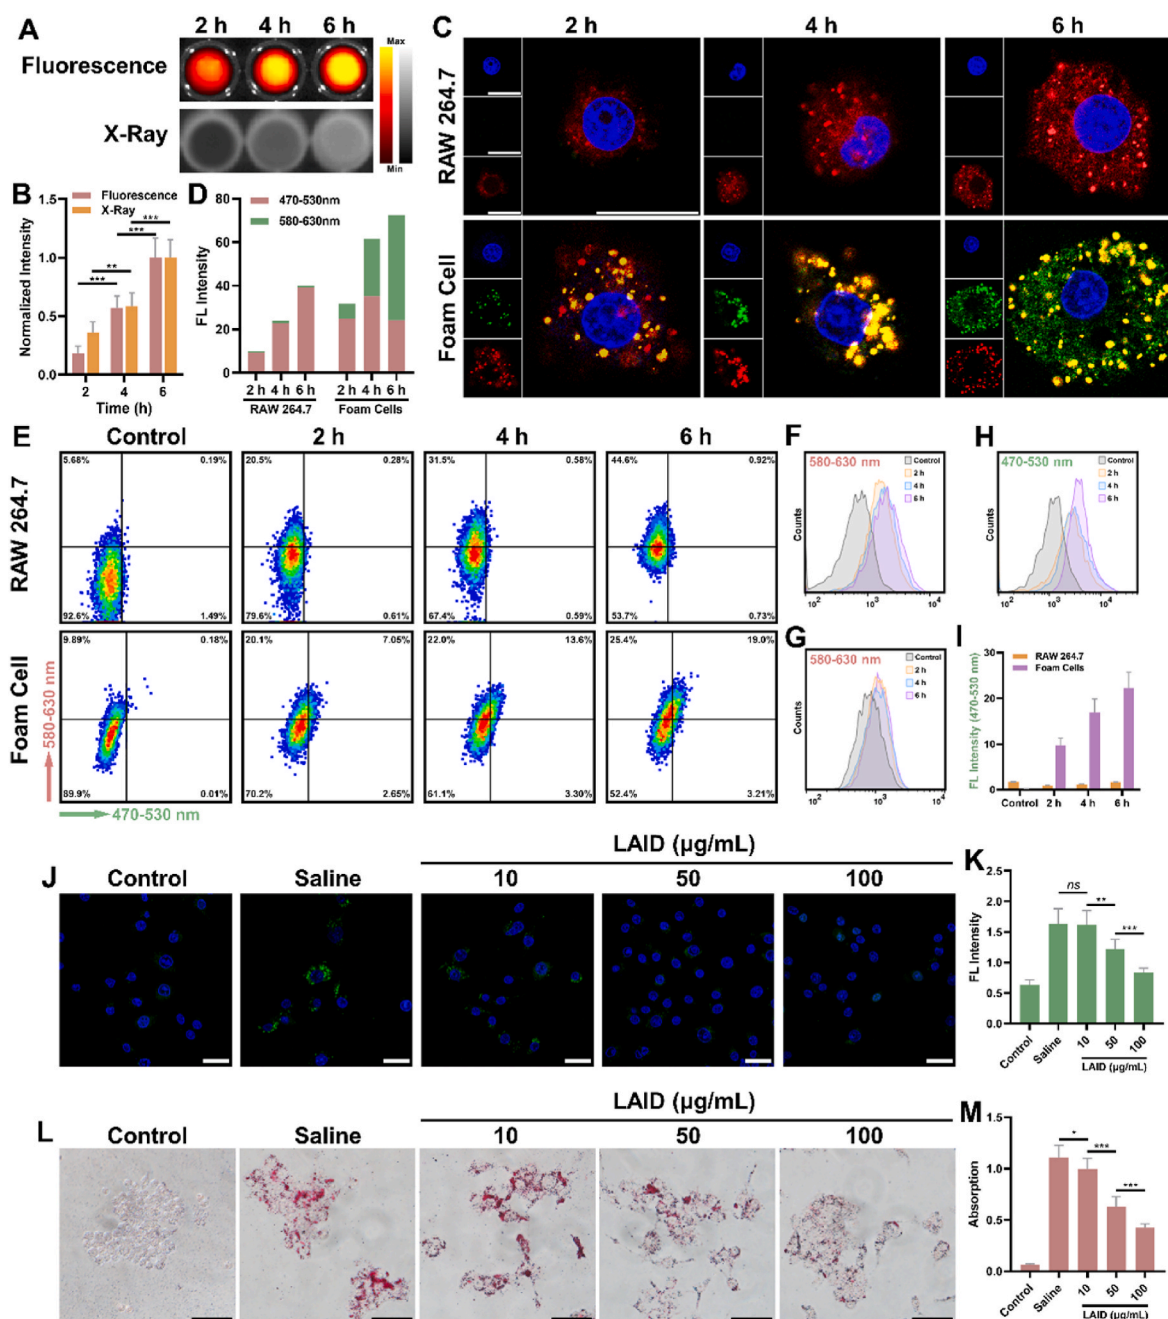 A
2 h 4 h 6 h
Fluorescence
X-Ray
Max
Min
B
Fluorescence
X-Ray
Normalized Intensity
1.5
1.0
0.5
0.0
*** ** *** ***
2 4 6
Time (h)
D
470-530nm
580-630nm
FL Intensity
80
60
40
20
0
2 h 4 h 6 h 2 h 4 h 6 h
RAW 264.7 Foam Cells
C
2 h 4 h 6 h
RAW 264.7
Foam Cell
E
Control 2 h 4 h 6 h
RAW 264.7
5.68% 0.19% 20.5% 0.28% 31.5% 0.58% 44.6% 0.92%
92.6% 1.49% 79.6% 0.61% 67.4% 0.59% 53.7% 0.73%
Foam Cell
9.89% 0.18% 20.1% 7.05% 22.0% 13.6% 25.4% 19.0%
89.9% 0.01% 70.2% 2.65% 61.1% 3.30% 52.4% 3.21%
580-630 nm
470-530 nm
F
580-630 nm
Control
2 h
4 h
6 h
Counts
10² 10³ 10⁴
H
470-530 nm
Control
2 h
4 h
6 h
Counts
10² 10³ 10⁴
G
580-630 nm
Control
2 h
4 h
6 h
Counts
10² 10³ 10⁴
I
RAW 264.7
Foam Cells
FL Intensity (470-530 nm)
30
20
10
0
Control 2 h 4 h 6 h
J
LAID (μg/mL)
Control Saline 10 50 100
K
FL Intensity
2.5
2.0
1.5
1.0
0.5
0.0
ns ** ***
Control Saline 10 50 100
LAID (μg/mL)
L
LAID (μg/mL)
Control Saline 10 50 100
M
Absorption
1.5
1.0
0.5
0.0
* *** ***
Control Saline 10 50 100
LAID (μg/mL)